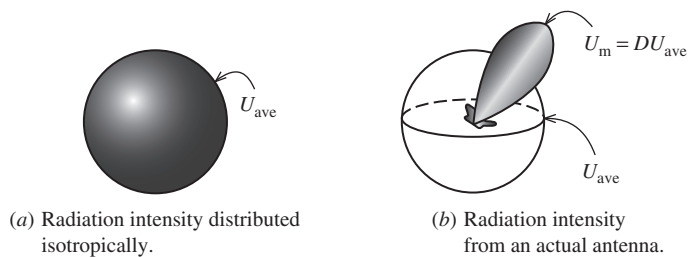 U_ave
U_m = DU_ave
U_ave
(a) Radiation intensity distributed
isotropically.
(b) Radiation intensity
from an actual antenna.